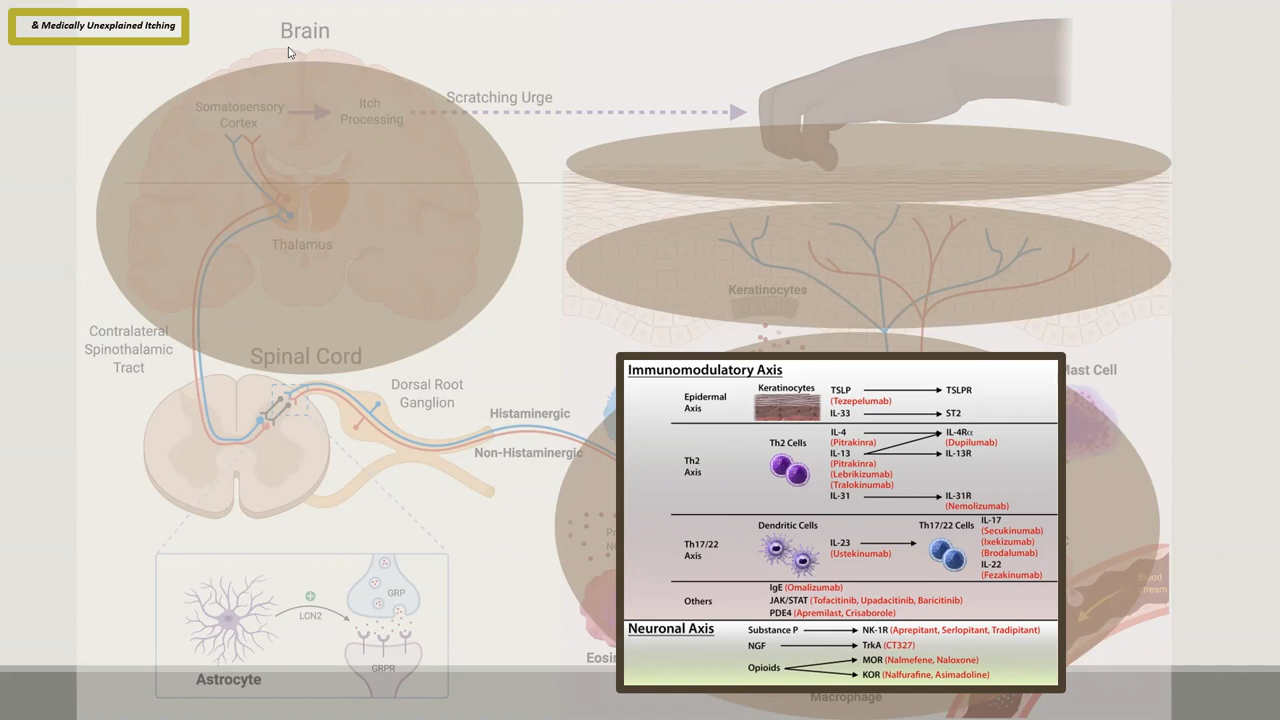 & Medically Unexplained Itching
Brain
Somatosensory
Cortex
Itch
Processing
Scratching Urge
Thalamus
Keratinocytes
Contralateral
Spinothalamic
Tract
Spinal Cord
Dorsal Root
Ganglion
Histaminergic
Non-Histaminergic
Mast Cell
Immunomodulatory Axis
Epidermal
Axis
Keratinocytes
TSLP
TSLPR
(Tezepelumab)
IL-33
ST2
Th2
Axis
Th2 Cells
IL-4
IL-4Rα
(Pitrakinra)
(Dupilumab)
IL-13
IL-13R
(Pitrakinra)
(Lebrikizumab)
(Tralokinumab)
IL-31
IL-31R
(Nemolizumab)
Th17/22
Axis
Dendritic Cells
IL-23
(Ustekinumab)
Th17/22 Cells
IL-17
(Secukinumab)
(Ixekizumab)
(Brodalumab)
IL-22
(Fezakinumab)
Others
IgE (Omalizumab)
JAK/STAT (Tofacitinib, Upadacitinib, Baricitinib)
PDE4 (Apremilast, Crisaborole)
Neuronal Axis
Substance P
NK-1R (Aprepitant, Serlopitant, Tradipitant)
NGF
TrkA (CT327)
Opioids
MOR (Nalmefene, Naloxone)
KOR (Nalfurafine, Asimadoline)
Blood
GRP
LCN2
GRPR
Astrocyte
Macrophage